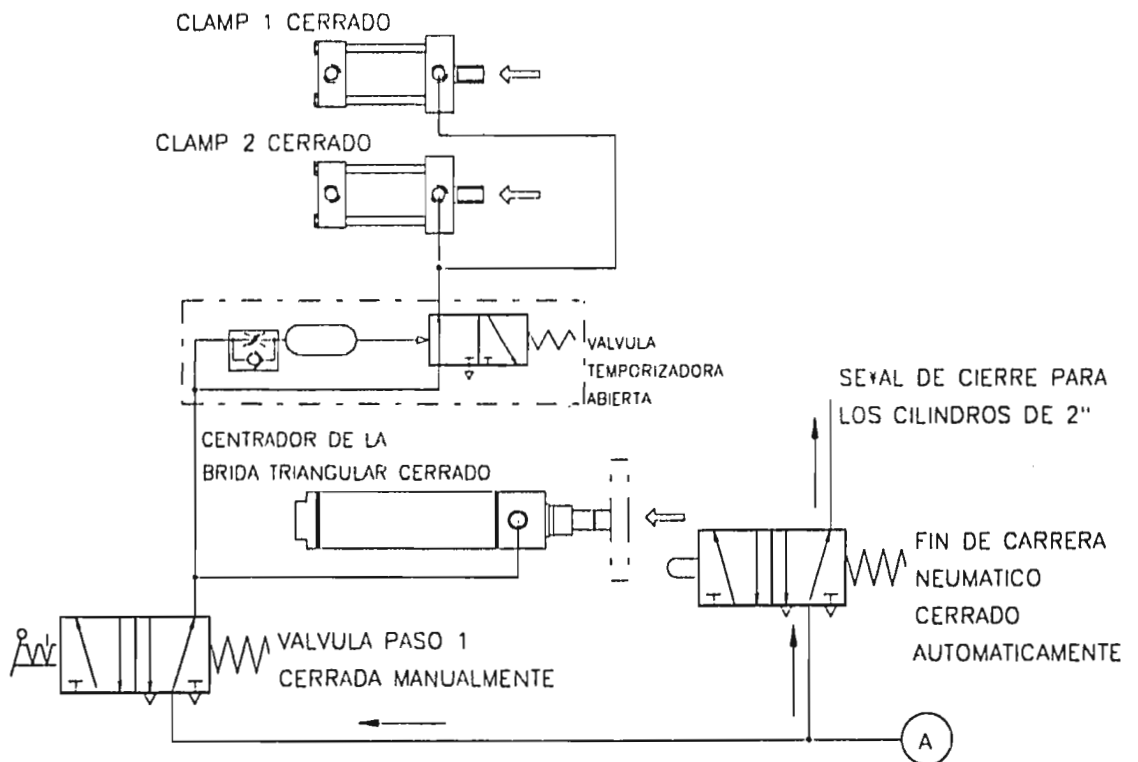 CLAMP 1 CERRADO
CLAMP 2 CERRADO
VALVULA
TEMPORIZADORA
ABIERTA
SE¥AL DE CIERRE PARA
LOS CILINDROS DE 2"
CENTRADOR DE LA
BRIDA TRIANGULAR CERRADO
FIN DE CARRERA
NEUMATICO
CERRADO
AUTOMATICAMENTE
VALVULA PASO 1
CERRADA MANUALMENTE
A